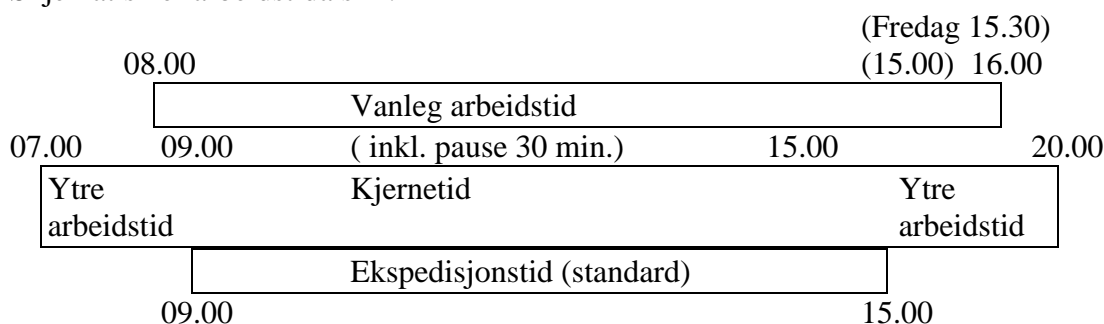 (Fredag 15.30)
08.00 (15.00) 16.00
Vanleg arbeidstid
07.00 09.00 ( inkl. pause 30 min.) 15.00 20.00
Ytre Kjernetid Ytre
arbeidstid arbeidstid
Ekspedisjonstid (standard)
09.00 15.00